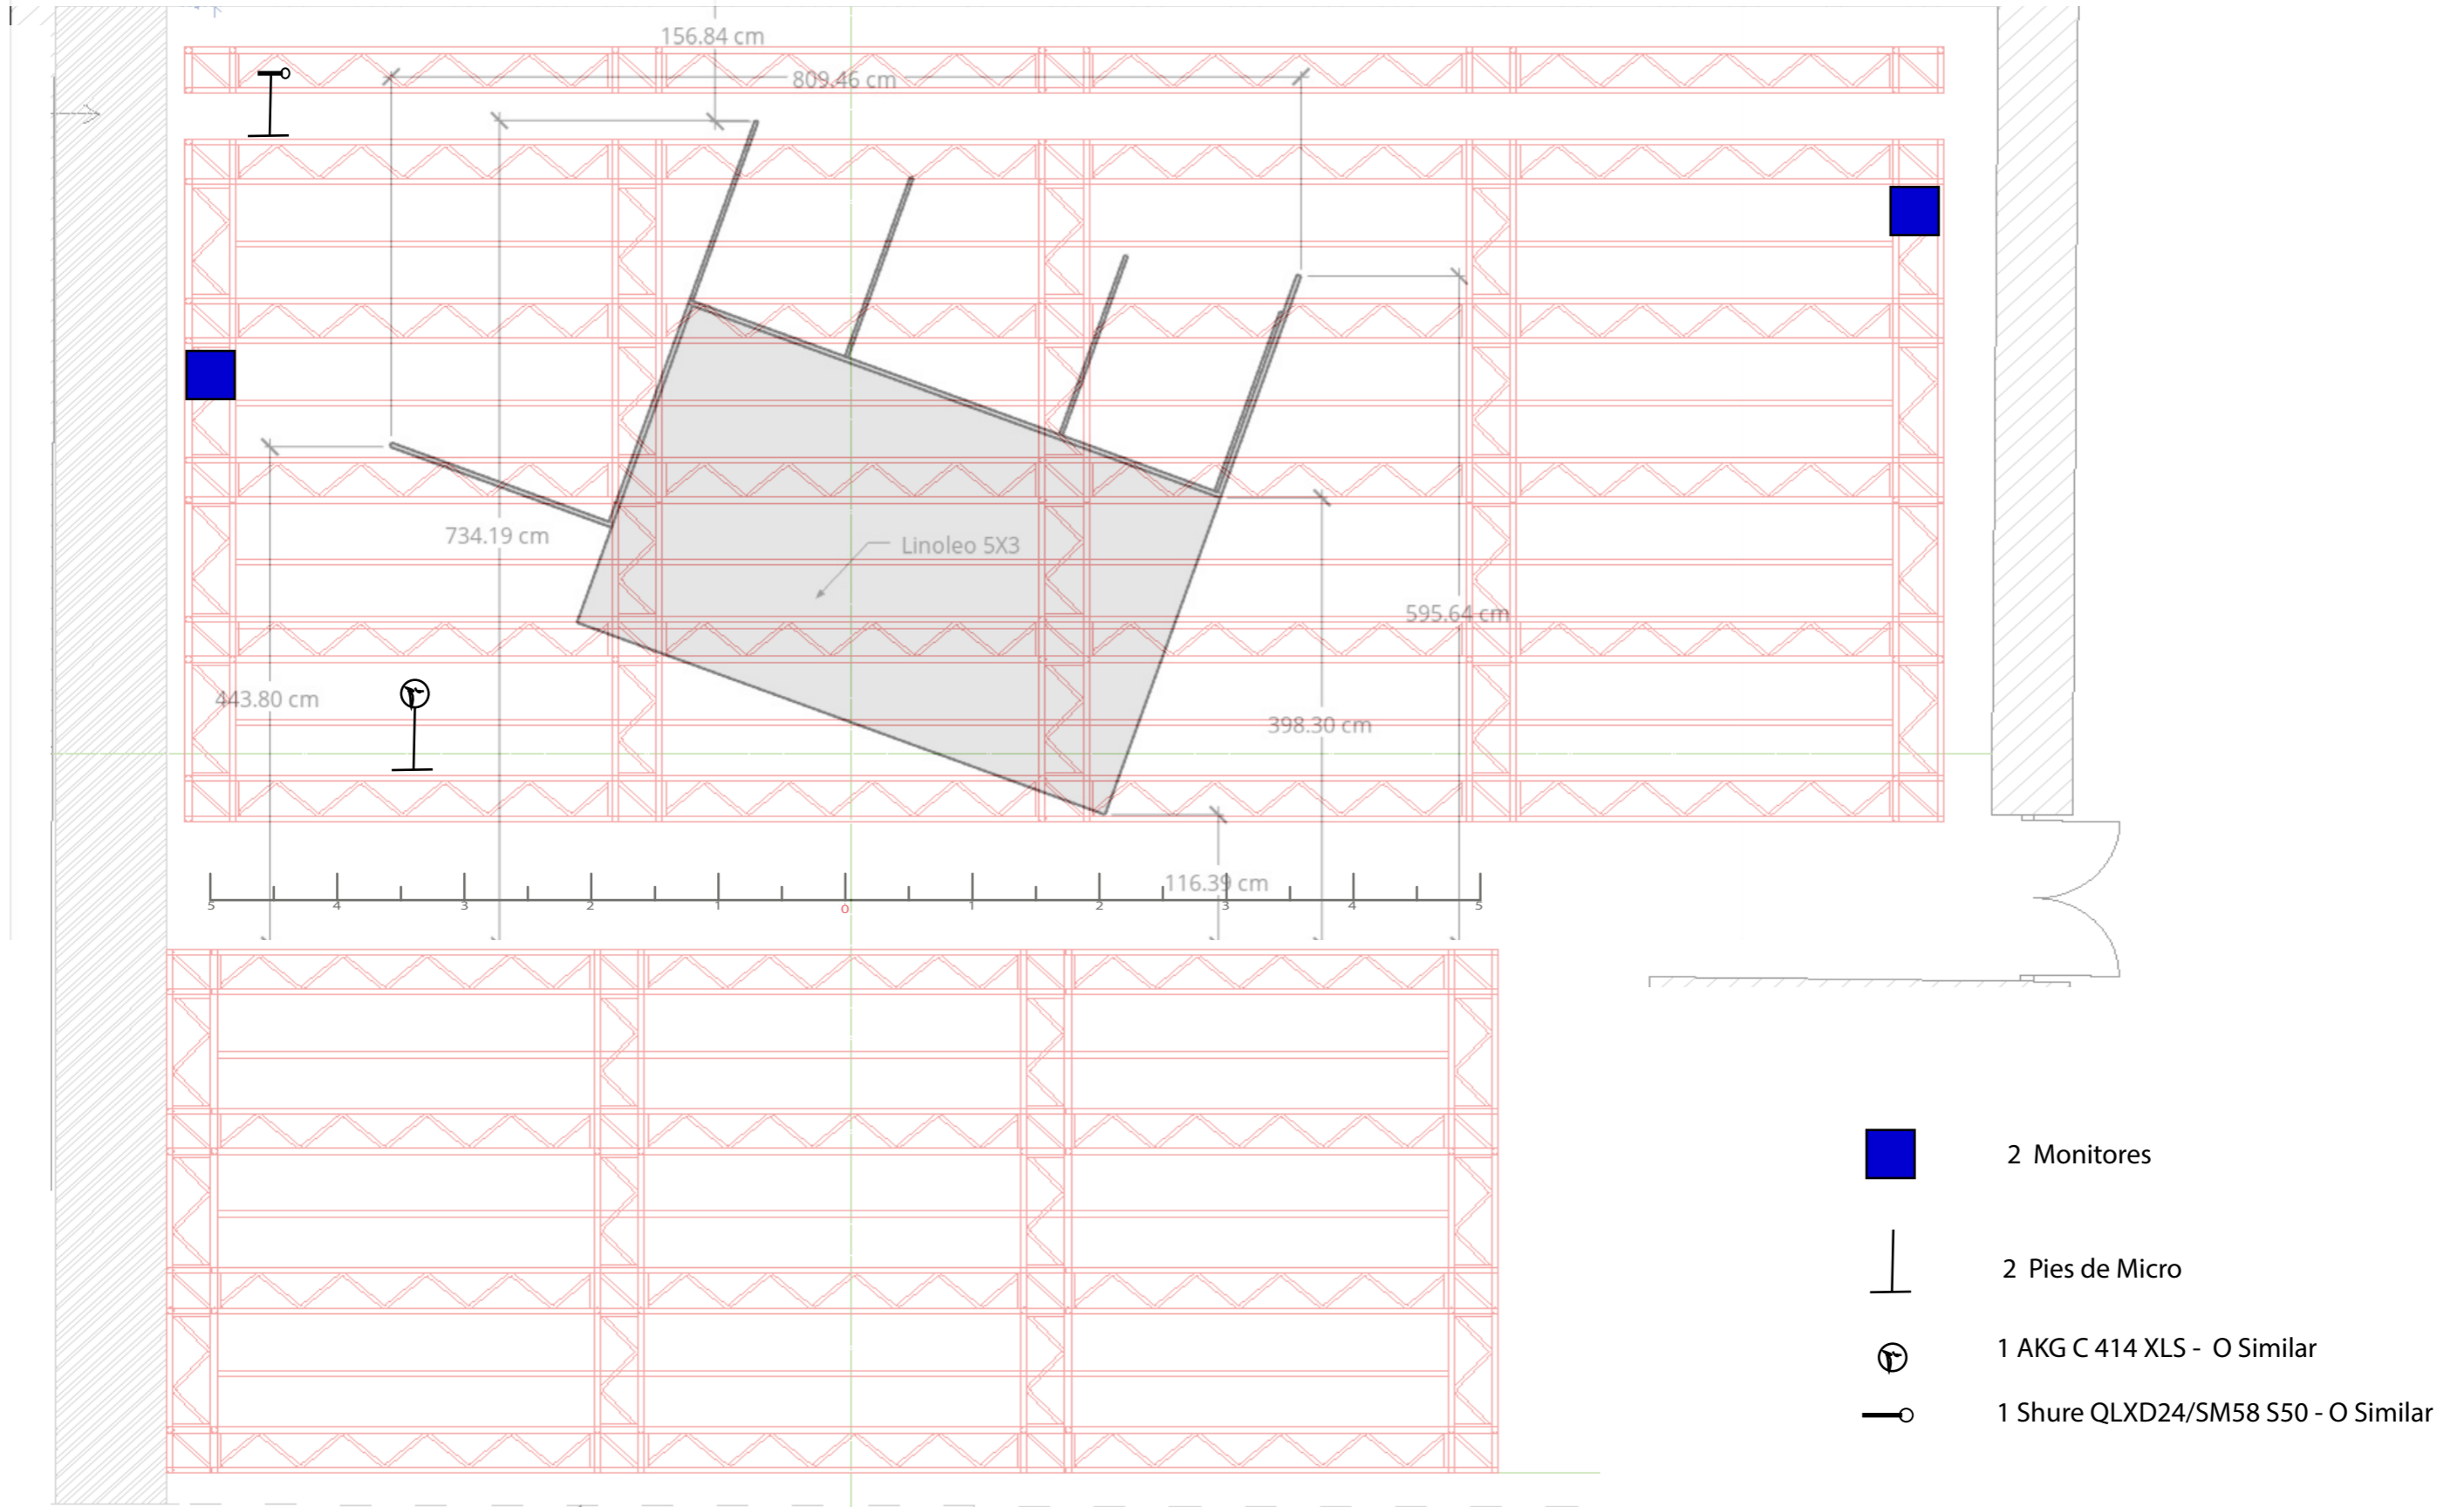 156.84 cm
809.46 cm
734.19 cm
Linoleo 5X3
595.64 cm
443.80 cm
398.30 cm
116.39 cm
5 4 3 2 1 0 1 2 3 4 5
2 Monitores
2 Pies de Micro
1 AKG C 414 XLS - O Similar
1 Shure QLXD24/SM58 S50 - O Similar